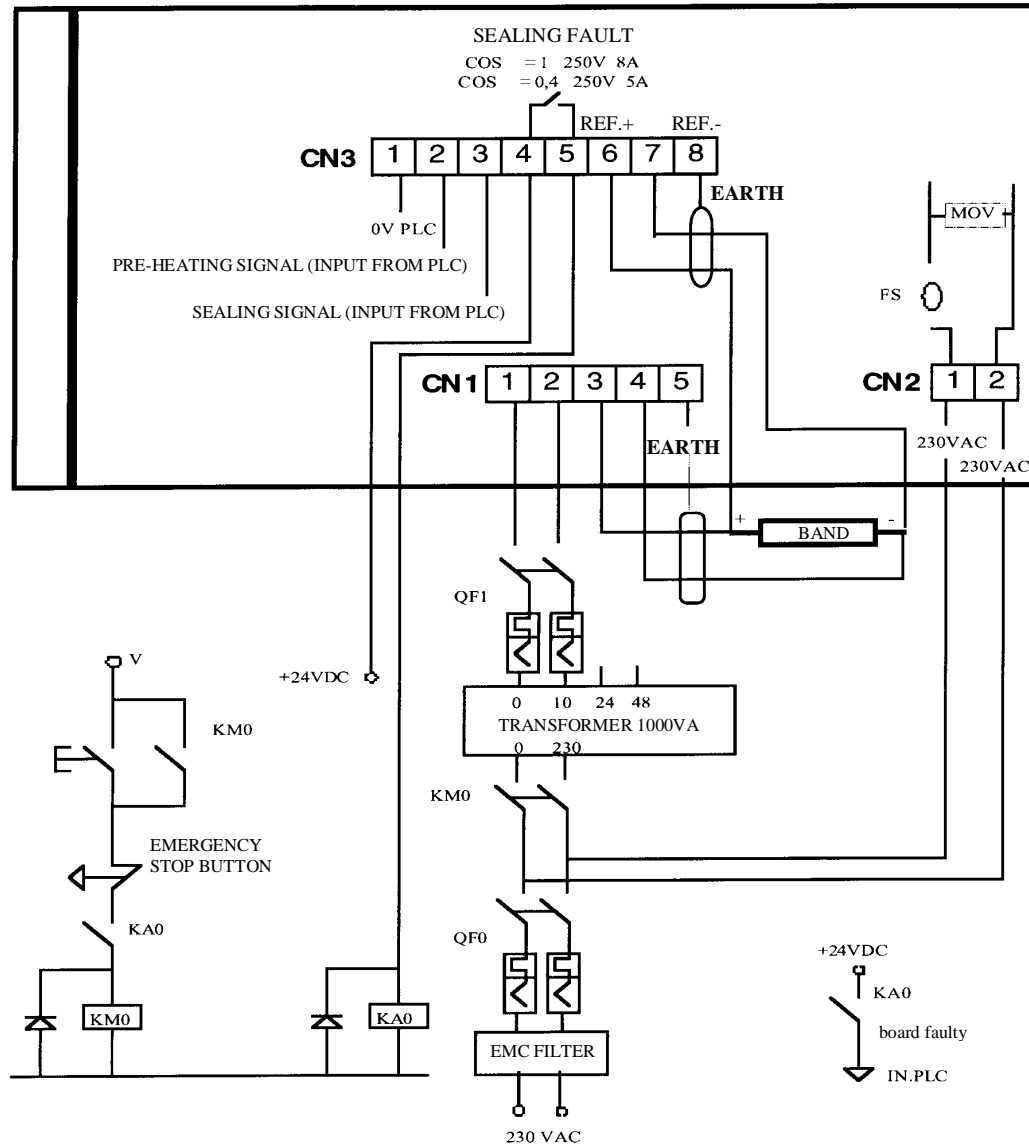 SEALING FAULT
COS = 1 250V 8A
COS = 0,4 250V 5A
REF.+ REF.-
CN3 1 2 3 4 5 6 7 8
EARTH
0V PLC
MOV
PRE-HEATING SIGNAL (INPUT FROM PLC)
FS
SEALING SIGNAL (INPUT FROM PLC)
CN1 1 2 3 4 5
CN2 1 2
EARTH
230VAC
230VAC
+ BAND -
QF1
V
+24VDC
0 10 24 48
TRANSFORMER 1000VA
0 230
KM0
KM0
EMERGENCY
STOP BUTTON
KA0
QF0
+24VDC
KA0
KM0
KA0
board faulty
EMC FILTER
IN.PLC
230 VAC